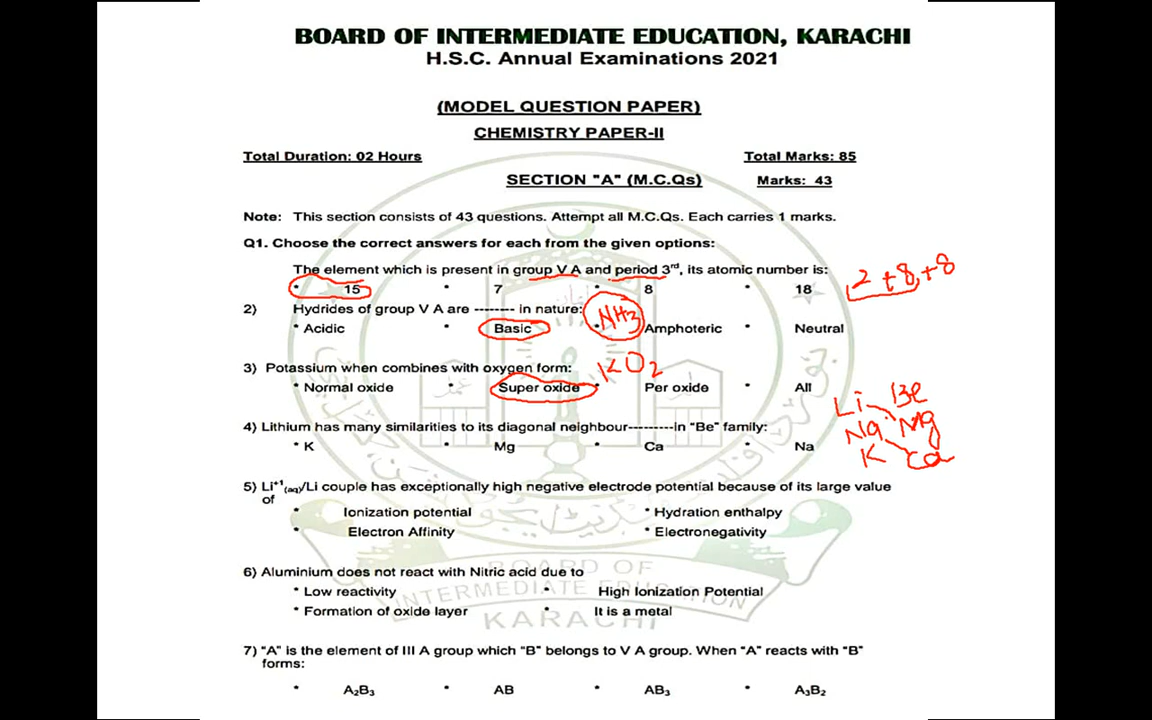 BOARD OF INTERMEDIATE EDUCATION, KARACHI
H.S.C. Annual Examinations 2021
(MODEL QUESTION PAPER)
CHEMISTRY PAPER-II
Total Duration: 02 Hours Total Marks: 85
SECTION "A" (M.C.Qs) Marks: 43
Note: This section consists of 43 questions. Attempt all M.C.Qs. Each carries 1 marks.
Q1. Choose the correct answers for each from the given options:
The element which is present in group V A and period 3rd, its atomic number is: 2+8+8
* 15 * 7 * 8 * 18
2) Hydrides of group V A are -------- in nature: NH3
* Acidic * Basic * Amphoteric * Neutral
3) Potassium when combines with oxygen form: KO2
* Normal oxide * Super oxide * Per oxide * All
Li Be
4) Lithium has many similarities to its diagonal neighbour---------in "Be" family: Na Mg
* K * Mg * Ca * Na K Ca
5) Li+1(aq)/Li couple has exceptionally high negative electrode potential because of its large value
of
* Ionization potential * Hydration enthalpy
* Electron Affinity * Electronegativity
6) Aluminium does not react with Nitric acid due to
* Low reactivity * High Ionization Potential
* Formation of oxide layer * It is a metal
BOARD OF
INTERMEDIATE EDUCATION
KARACHI
7) "A" is the element of III A group which "B" belongs to V A group. When "A" reacts with "B"
forms:
* A2B3 * AB * AB3 * A3B2